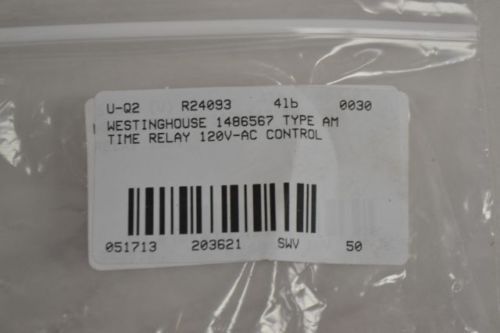 U-Q2 R24093 4lb 0030
WESTINGHOUSE 1486567 TYPE AM
TIME RELAY 120V-AC CONTROL
051713 203621 SWV 50